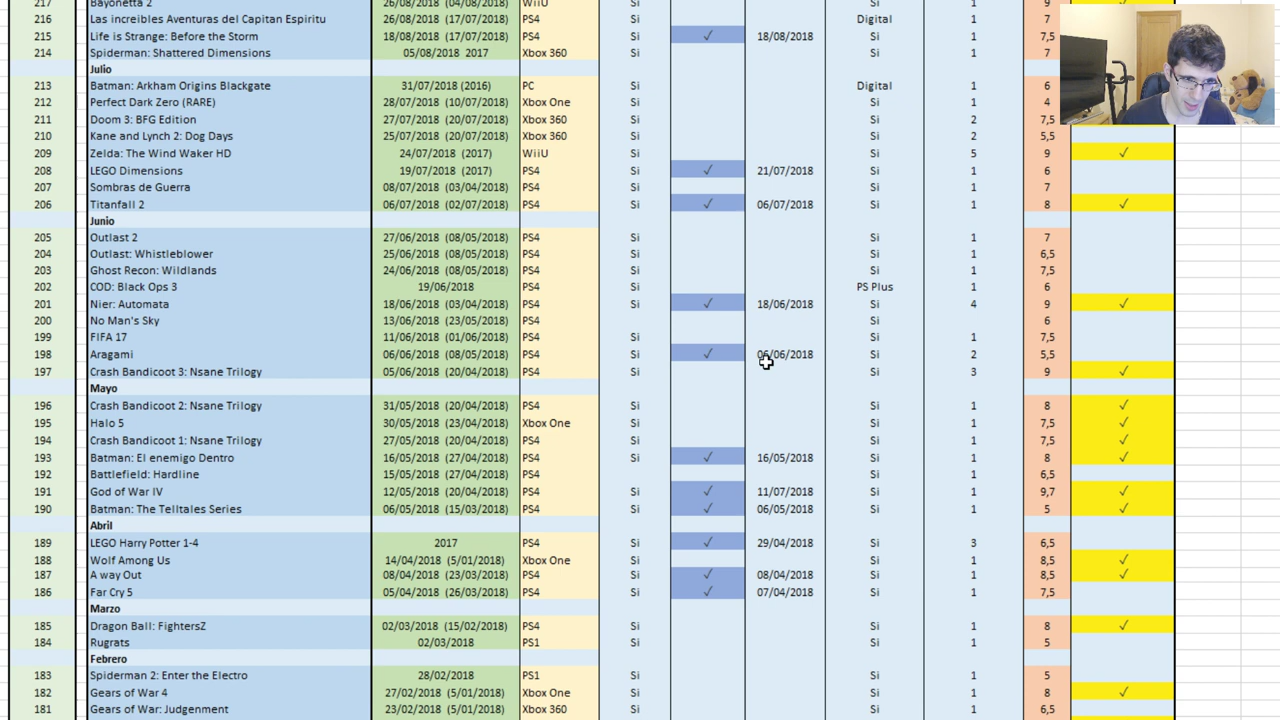 217 Bayonetta 2 26/08/2018 (04/08/2018) WiiU Si Si 1 9 ✓
216 Las increibles Aventuras del Capitan Espiritu 26/08/2018 (17/07/2018) PS4 Si Digital 1 7
215 Life is Strange: Before the Storm 18/08/2018 (17/07/2018) PS4 Si ✓ 18/08/2018 Si 1 7,5
214 Spiderman: Shattered Dimensions 05/08/2018 2017 Xbox 360 Si Si 1 7
Julio
213 Batman: Arkham Origins Blackgate 31/07/2018 (2016) PC Si Digital 1 6
212 Perfect Dark Zero (RARE) 28/07/2018 (10/07/2018) Xbox One Si Si 1 4
211 Doom 3: BFG Edition 27/07/2018 (20/07/2018) Xbox 360 Si Si 2 7,5
210 Kane and Lynch 2: Dog Days 25/07/2018 (20/07/2018) Xbox 360 Si Si 2 5,5
209 Zelda: The Wind Waker HD 24/07/2018 (2017) WiiU Si Si 5 9 ✓
208 LEGO Dimensions 19/07/2018 (2017) PS4 Si ✓ 21/07/2018 Si 1 6
207 Sombras de Guerra 08/07/2018 (03/04/2018) PS4 Si Si 1 7
206 Titanfall 2 06/07/2018 (02/07/2018) PS4 Si ✓ 06/07/2018 Si 1 8 ✓
Junio
205 Outlast 2 27/06/2018 (08/05/2018) PS4 Si Si 1 7
204 Outlast: Whistleblower 25/06/2018 (08/05/2018) PS4 Si Si 1 6,5
203 Ghost Recon: Wildlands 24/06/2018 (08/05/2018) PS4 Si Si 1 7,5
202 COD: Black Ops 3 19/06/2018 PS4 Si PS Plus 1 6
201 Nier: Automata 18/06/2018 (03/04/2018) PS4 Si ✓ 18/06/2018 Si 4 9 ✓
200 No Man's Sky 13/06/2018 (23/05/2018) PS4 Si 6
199 FIFA 17 11/06/2018 (01/06/2018) PS4 Si Si 1 7,5
198 Aragami 06/06/2018 (08/05/2018) PS4 Si ✓ 06/06/2018 Si 2 5,5
197 Crash Bandicoot 3: Nsane Trilogy 05/06/2018 (20/04/2018) PS4 Si Si 3 9 ✓
Mayo
196 Crash Bandicoot 2: Nsane Trilogy 31/05/2018 (20/04/2018) PS4 Si Si 1 8 ✓
195 Halo 5 30/05/2018 (23/04/2018) Xbox One Si Si 1 7,5 ✓
194 Crash Bandicoot 1: Nsane Trilogy 27/05/2018 (20/04/2018) PS4 Si Si 1 7,5 ✓
193 Batman: El enemigo Dentro 16/05/2018 (27/04/2018) PS4 Si ✓ 16/05/2018 Si 1 8 ✓
192 Battlefield: Hardline 15/05/2018 (27/04/2018) PS4 Si 1 6,5
191 God of War IV 12/05/2018 (20/04/2018) PS4 Si ✓ 11/07/2018 Si 1 9,7 ✓
190 Batman: The Telltales Series 06/05/2018 (15/03/2018) PS4 Si ✓ 06/05/2018 Si 1 5 ✓
Abril
189 LEGO Harry Potter 1-4 2017 PS4 Si ✓ 29/04/2018 Si 3 6,5
188 Wolf Among Us 14/04/2018 (5/01/2018) Xbox One Si Si 1 8,5 ✓
187 A way Out 08/04/2018 (23/03/2018) PS4 Si ✓ 08/04/2018 Si 1 8,5 ✓
186 Far Cry 5 05/04/2018 (26/03/2018) PS4 Si ✓ 07/04/2018 Si 1 7,5
Marzo
185 Dragon Ball: FightersZ 02/03/2018 (15/02/2018) PS4 Si Si 1 8 ✓
184 Rugrats 02/03/2018 PS1 Si Si 1 5
Febrero
183 Spiderman 2: Enter the Electro 28/02/2018 PS1 Si Si 1 5
182 Gears of War 4 27/02/2018 (5/01/2018) Xbox One Si Si 1 8 ✓
181 Gears of War: Judgenment 23/02/2018 (5/01/2018) Xbox 360 Si Si 1 6,5